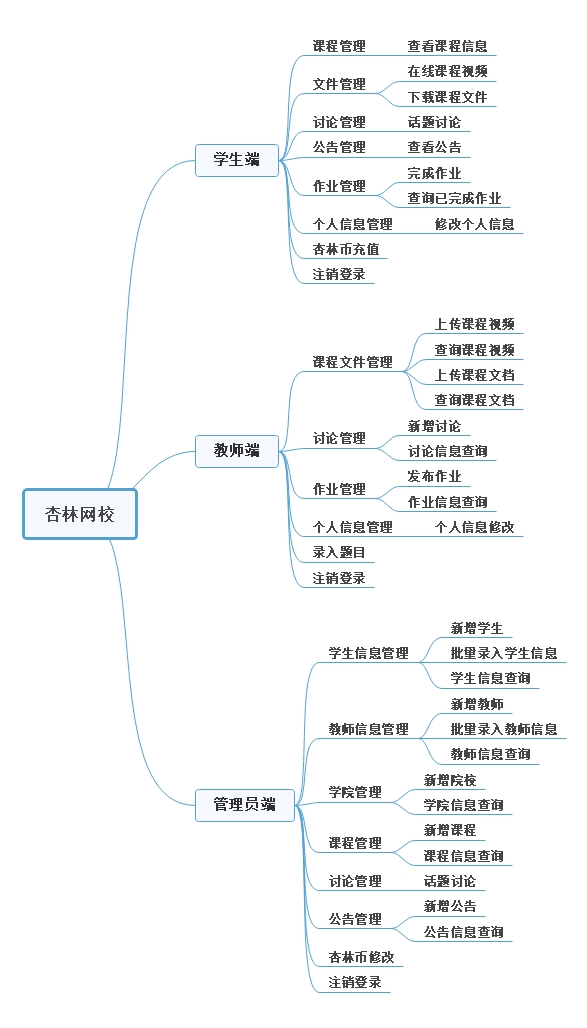 杏林网校
学生端
课程管理
查看课程信息
文件管理
在线课程视频
下载课程文件
讨论管理
话题讨论
公告管理
查看公告
作业管理
完成作业
查询已完成作业
个人信息管理
修改个人信息
杏林币充值
注销登录
教师端
课程文件管理
上传课程视频
查询课程视频
上传课程文档
查询课程文档
讨论管理
新增讨论
讨论信息查询
作业管理
发布作业
作业信息查询
个人信息管理
个人信息修改
录入题目
注销登录
管理员端
学生信息管理
新增学生
批量录入学生信息
学生信息查询
教师信息管理
新增教师
批量录入教师信息
教师信息查询
学院管理
新增院校
学院信息查询
课程管理
新增课程
课程信息查询
讨论管理
话题讨论
公告管理
新增公告
公告信息查询
杏林币修改
注销登录